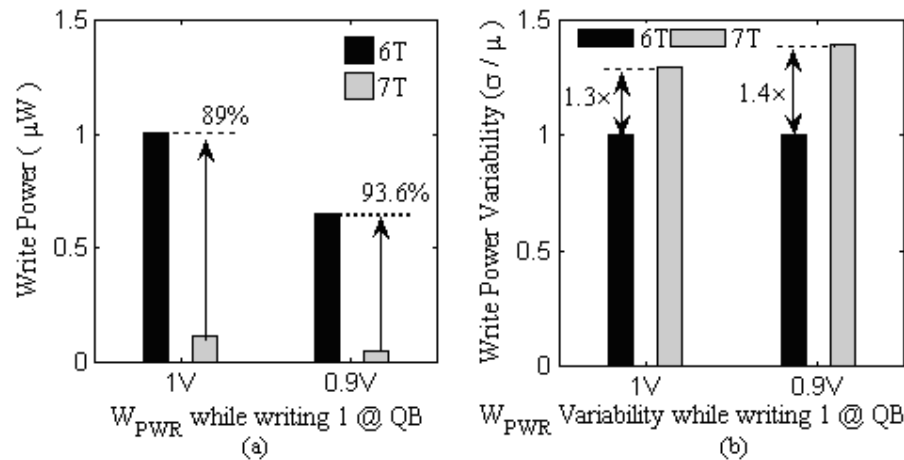 1.5
1
0.5
0
Write Power ( μW)
6T
7T
89%
93.6%
1V
0.9V
W_PWR while writing 1 @ QB
(a)
1.5
1
0.5
0
Write Power Variability (σ / μ)
6T
7T
1.3×
1.4×
1V
0.9V
W_PWR Variability while writing 1 @ QB
(b)